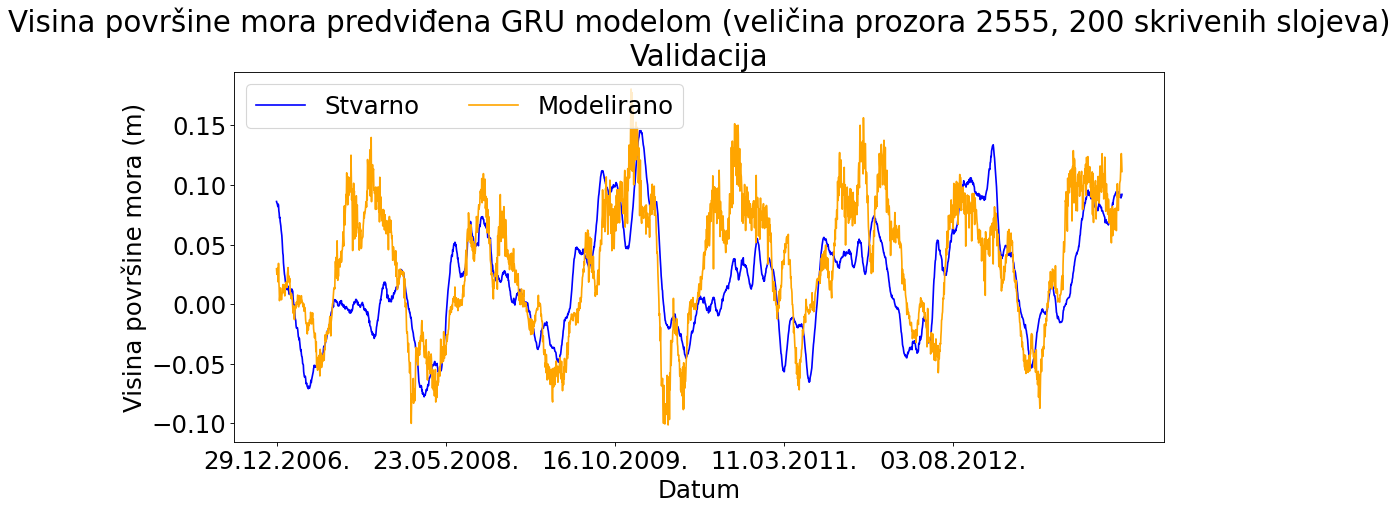 Visina površine mora predviđena GRU modelom (veličina prozora 2555, 200 skrivenih slojeva)
Validacija
Stvarno
Modelirano
Visina površine mora (m)
0.15
0.10
0.05
0.00
−0.05
−0.10
29.12.2006.
23.05.2008.
16.10.2009.
11.03.2011.
03.08.2012.
Datum